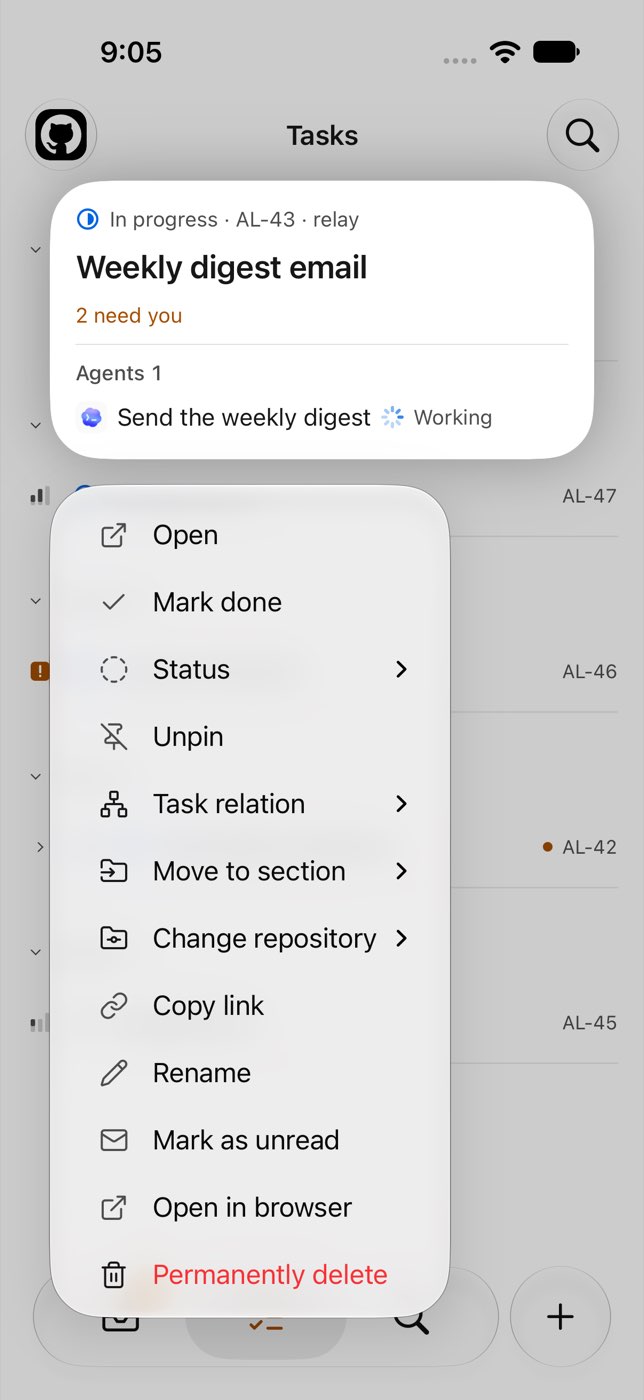 9:05
Tasks
In progress · AL-43 · relay
Weekly digest email
2 need you
Agents 1
Send the weekly digest
Working
AL-47
Open
Mark done
Status
AL-46
Unpin
Task relation
AL-42
Move to section
Change repository
Copy link
AL-45
Rename
Mark as unread
Open in browser
Permanently delete